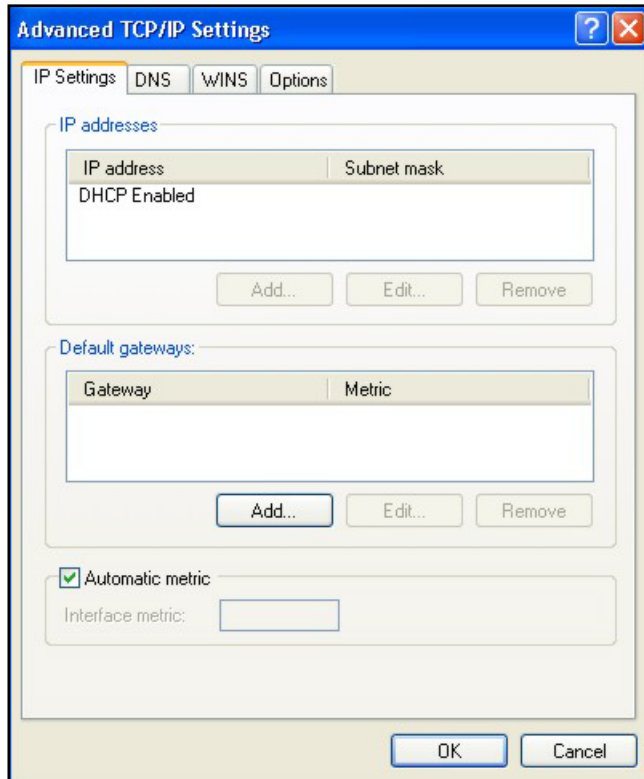 Advanced TCP/IP Settings
IP Settings DNS WINS Options
IP addresses
IP address Subnet mask
DHCP Enabled
Add... Edit... Remove
Default gateways:
Gateway Metric
Add... Edit... Remove
Automatic metric
Interface metric:
OK Cancel